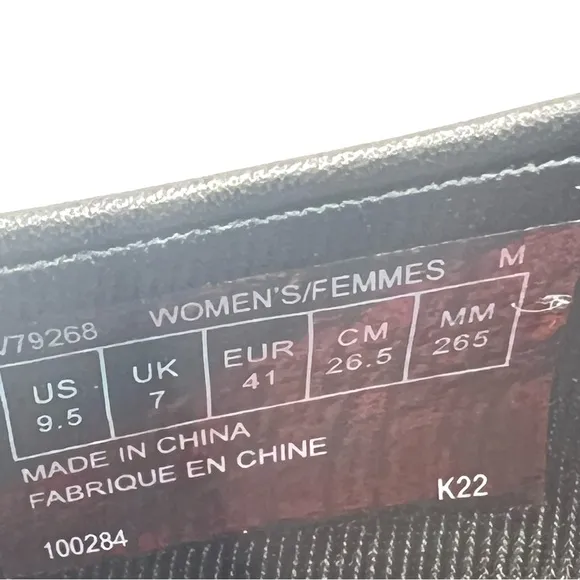 79268 WOMEN'S/FEMMES M
US UK EUR CM MM
9.5 7 41 26.5 265
MADE IN CHINA
FABRIQUE EN CHINE
100284 K22